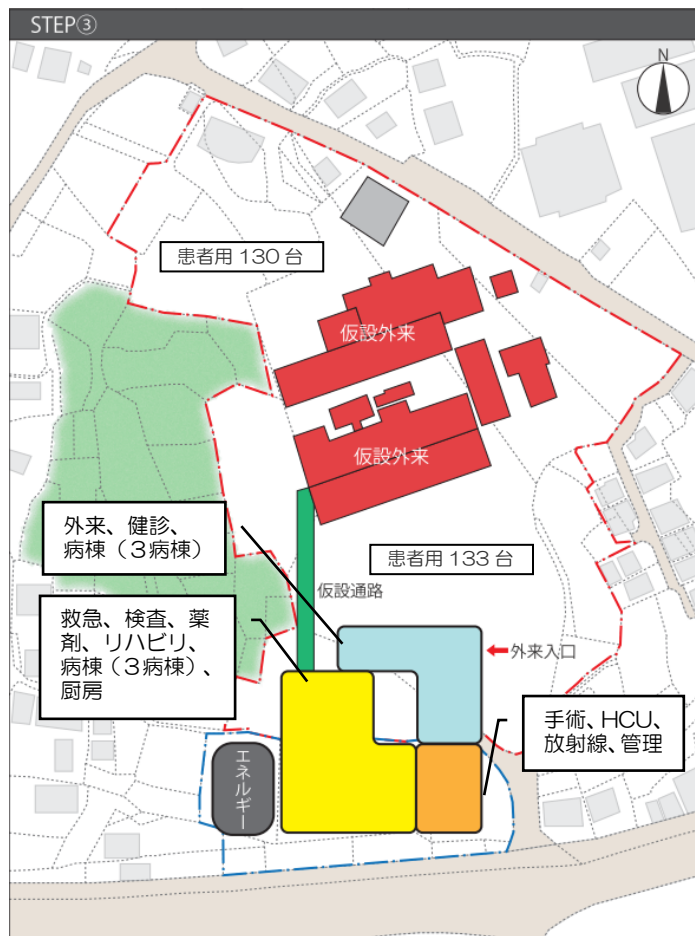 STEP③
N
患者用 130 台
仮設外来
仮設外来
外来、健診、
病棟（3病棟）
患者用 133 台
仮設通路
救急、検査、薬
剤、リハビリ、
病棟（3病棟）、
厨房
外来入口
手術、HCU、
放射線、管理
エネルギー